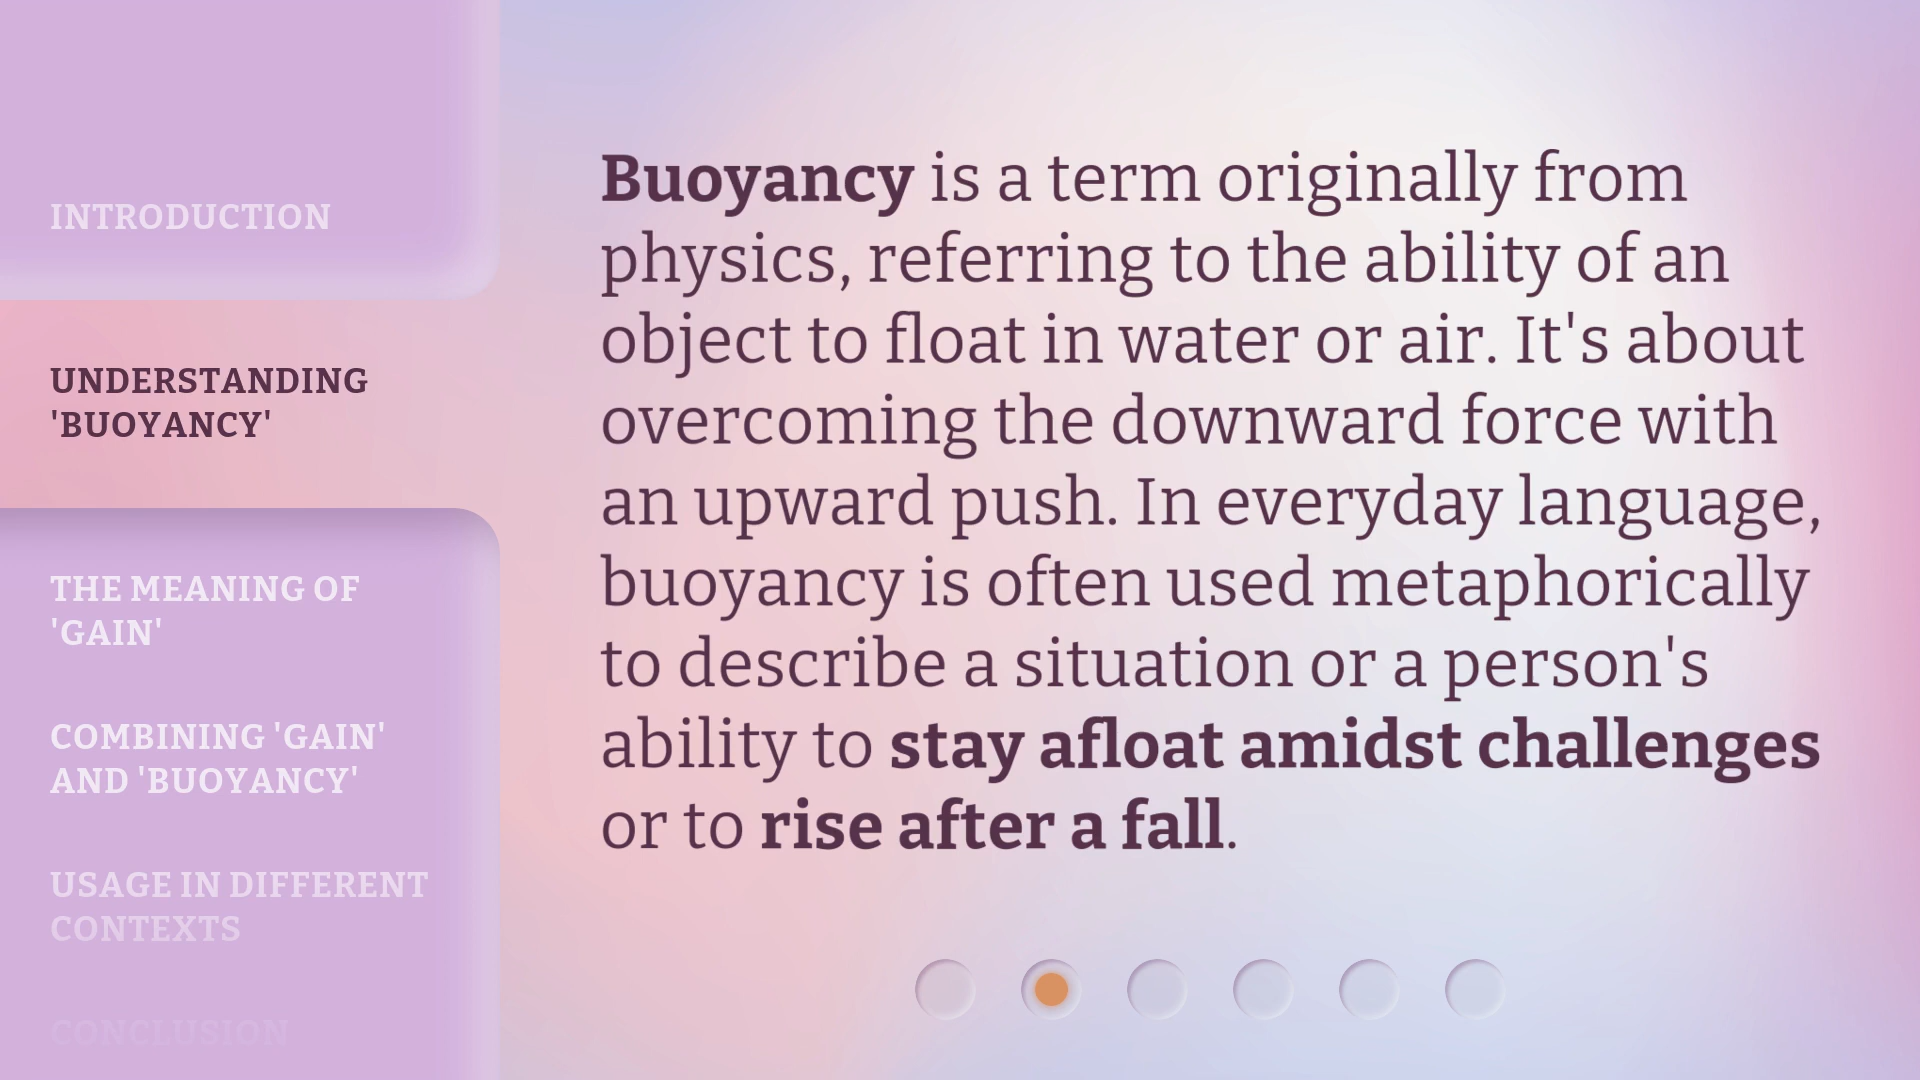 INTRODUCTION
UNDERSTANDING
'BUOYANCY'
THE MEANING OF
'GAIN'
COMBINING 'GAIN'
AND 'BUOYANCY'
USAGE IN DIFFERENT
CONTEXTS
CONCLUSION
Buoyancy is a term originally from
physics, referring to the ability of an
object to float in water or air. It's about
overcoming the downward force with
an upward push. In everyday language,
buoyancy is often used metaphorically
to describe a situation or a person's
ability to stay afloat amidst challenges
or to rise after a fall.